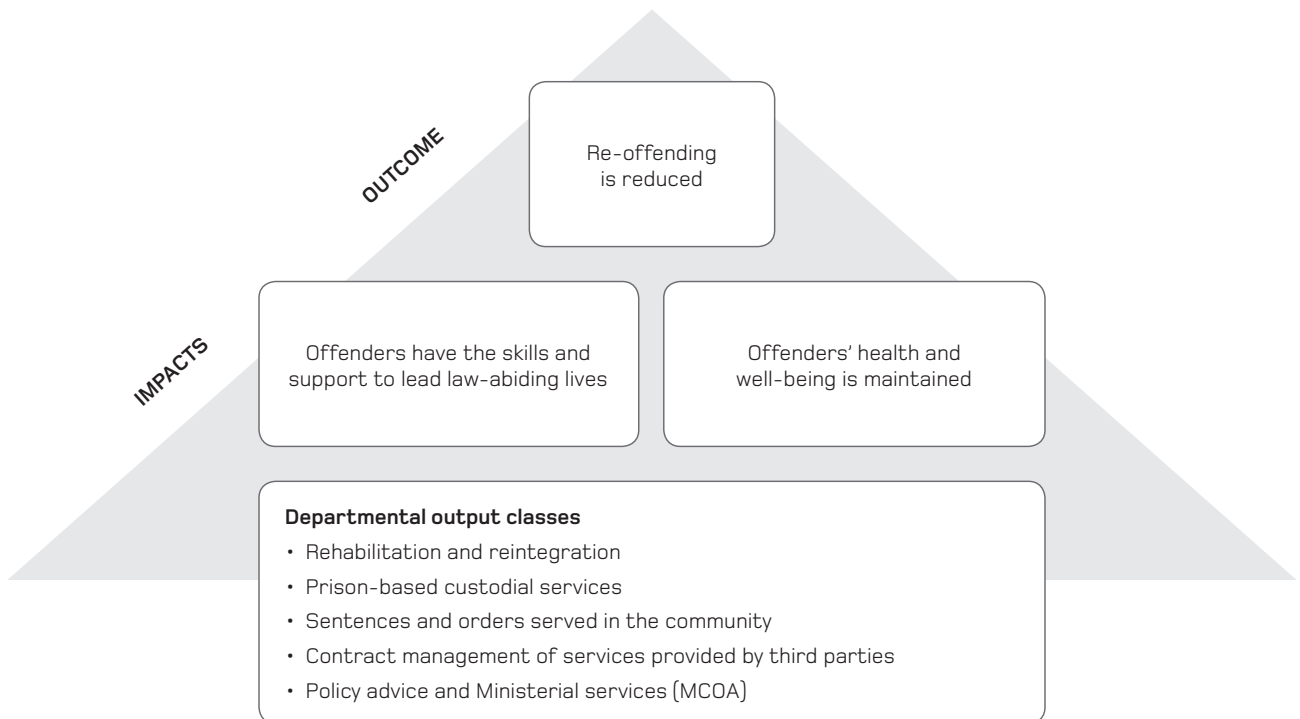 OUTCOME
Re-offending
is reduced
IMPACTS
Offenders have the skills and
support to lead law-abiding lives
Offenders’ health and
well-being is maintained
Departmental output classes
• Rehabilitation and reintegration
• Prison-based custodial services
• Sentences and orders served in the community
• Contract management of services provided by third parties
• Policy advice and Ministerial services (MCOA)